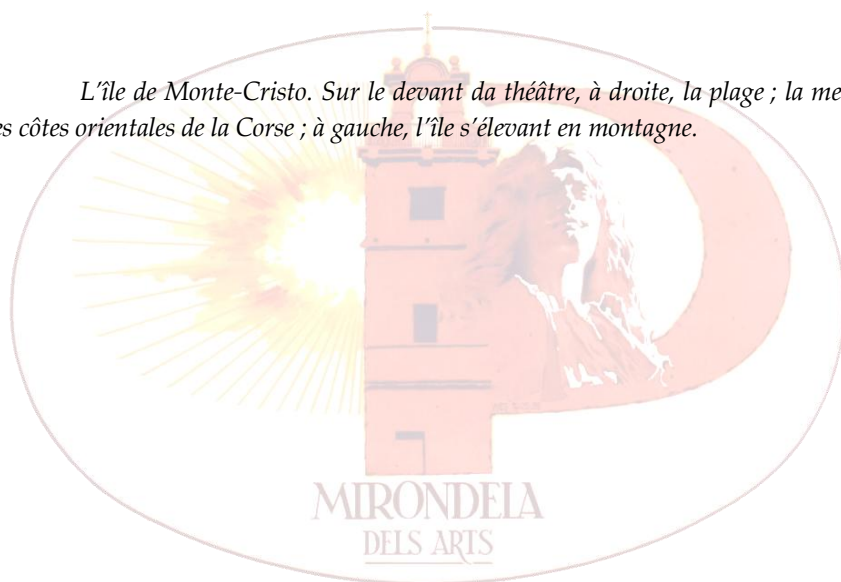 L’île de Monte-Cristo. Sur le devant da théâtre, à droite, la plage ; la me
es côtes orientales de la Corse ; à gauche, l’île s’élevant en montagne.
MIRONDELA
DELS ARTS